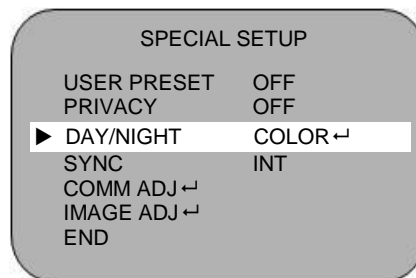 SPECIAL SETUP
USER PRESET OFF
PRIVACY OFF
▶ DAY/NIGHT COLOR↵
SYNC INT
COMM ADJ↵
IMAGE ADJ↵
END